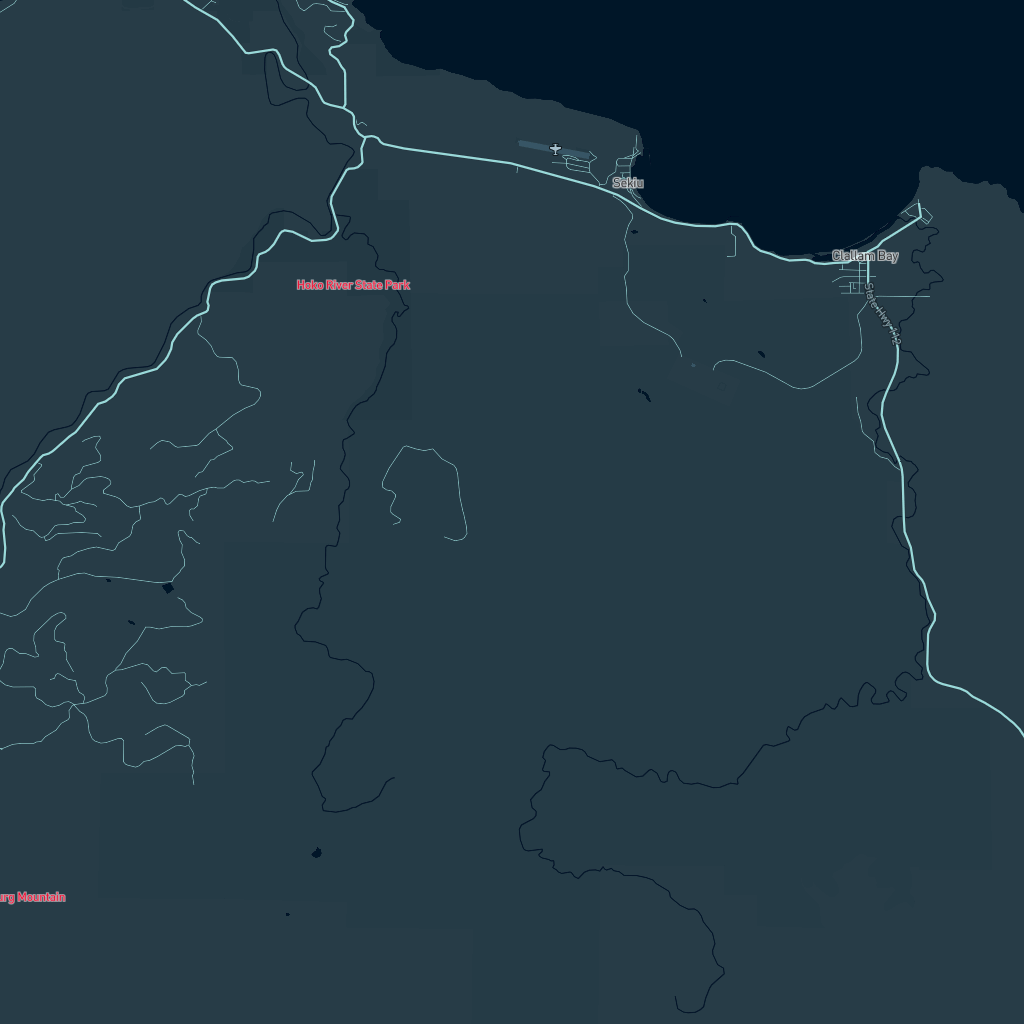 Sekiu
Clallam Bay
Hoko River State Park
State Hwy 112
urg Mountain